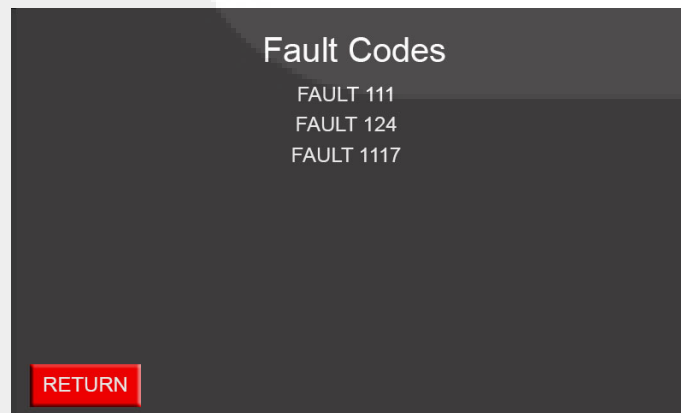 Fault Codes
FAULT 111
FAULT 124
FAULT 1117
RETURN